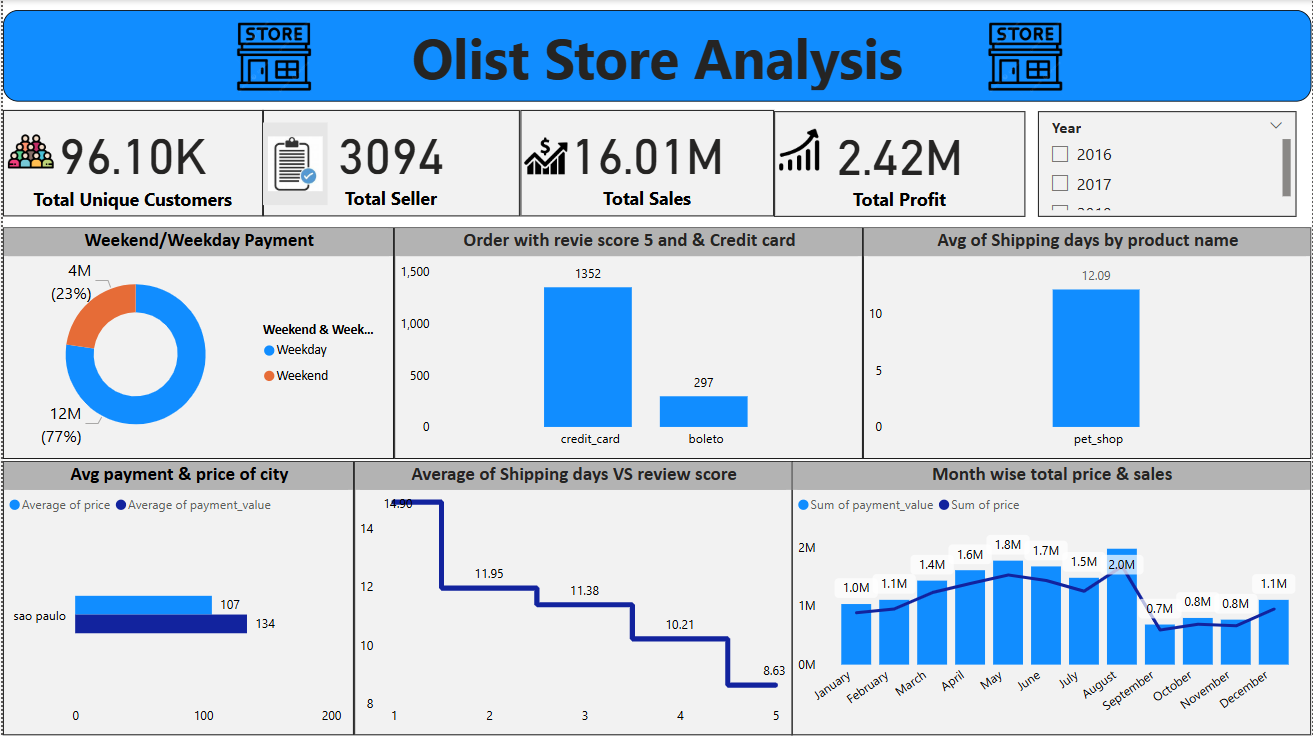 STORE
Olist Store Analysis
STORE
96.10K
Total Unique Customers
3094
Total Seller
$
16.01M
Total Sales
2.42M
Total Profit
Year
2016
2017
Weekend/Weekday Payment
4M
(23%)
12M
(77%)
Weekend & Week...
Weekday
Weekend
Order with revie score 5 and & Credit card
1,500
1,000
500
0
1352
297
credit_card
boleto
Avg of Shipping days by product name
12.09
10
5
0
pet_shop
Avg payment & price of city
Average of price
Average of payment_value
sao paulo
107
134
0
100
200
Average of Shipping days VS review score
14.90
14
12
10
8
11.95
11.38
10.21
8.63
1
2
3
4
5
Month wise total price & sales
Sum of payment_value
Sum of price
2M
1M
0M
1.0M
1.1M
1.4M
1.6M
1.8M
1.7M
1.5M
2.0M
0.7M
0.8M
0.8M
1.1M
January
February
March
April
May
June
July
August
September
October
November
December